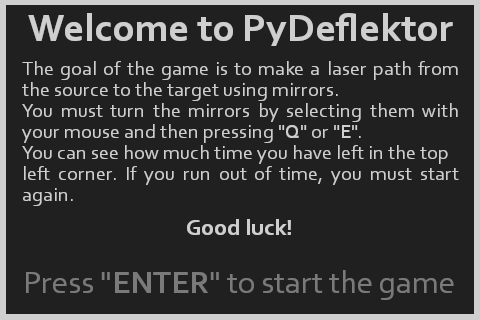 Welcome to PyDeflektor
The goal of the game is to make a laser path from
the source to the target using mirrors.
You must turn the mirrors by selecting them with
your mouse and then pressing "Q" or "E".
You can see how much time you have left in the top
left corner. If you run out of time, you must start
again.
Good luck!
Press "ENTER" to start the game